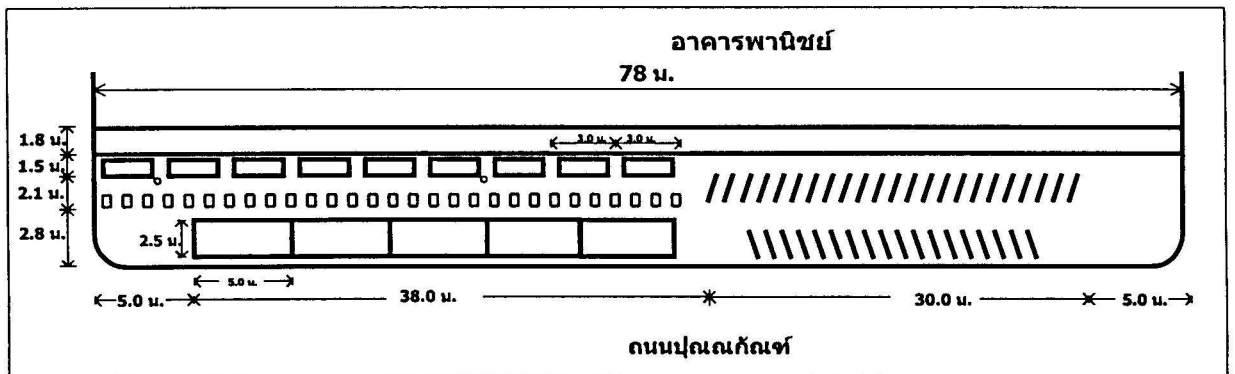 อาคารพานิชย์
78 ม.
1.8 ม.
3.0 ม. 3.0 ม.
1.5 ม
2.1 ม.
2.8 ม.
2.5 ม.
5.0 ม.
5.0 ม. 38.0 ม. 30.0 ม. 5.0 ม.
ถนนปุณณกัณฑ์